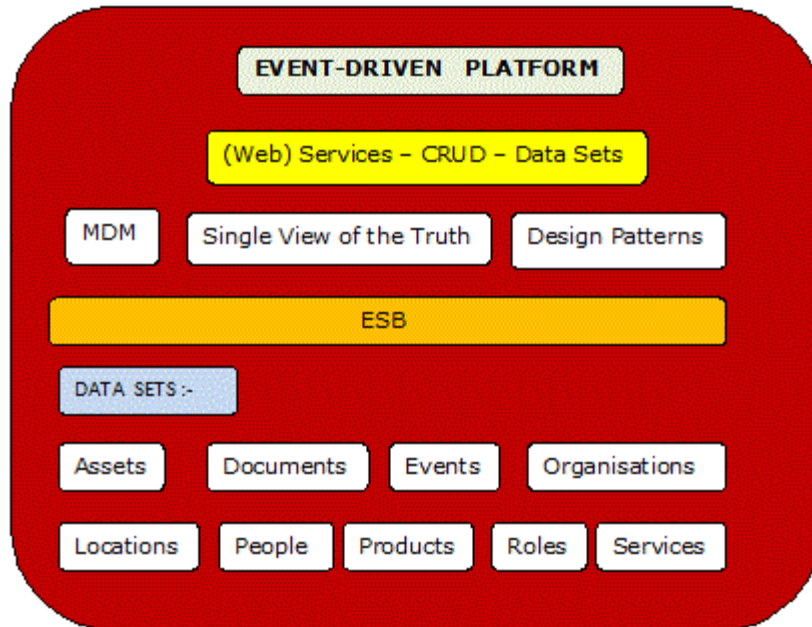 EVENT-DRIVEN PLATFORM
(Web) Services – CRUD – Data Sets
MDM
Single View of the Truth
Design Patterns
ESB
DATA SETS :-
Assets
Documents
Events
Organisations
Locations
People
Products
Roles
Services